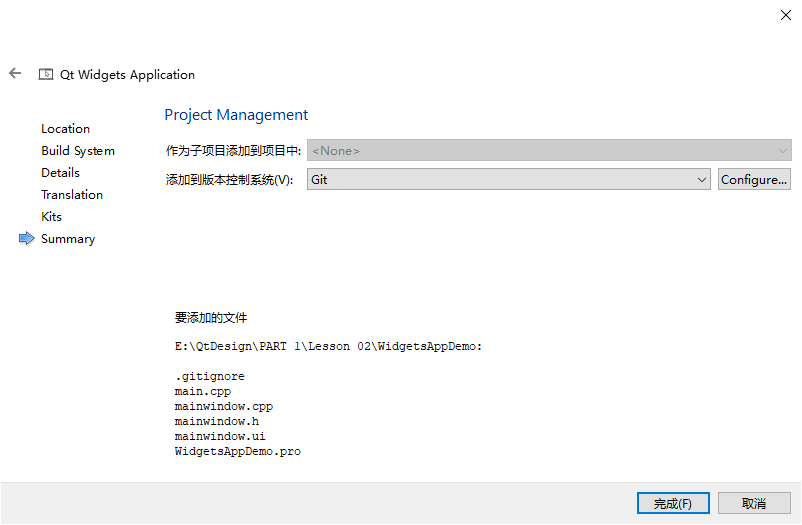 Qt Widgets Application
Location
Build System
Details
Translation
Kits
Summary
Project Management
作为子项目添加到项目中: <None>
添加到版本控制系统(V): Git Configure...
要添加的文件
E:\QtDesign\PART 1\Lesson 02\WidgetsAppDemo:
.gitignore
main.cpp
mainwindow.cpp
mainwindow.h
mainwindow.ui
WidgetsAppDemo.pro
完成(F) 取消